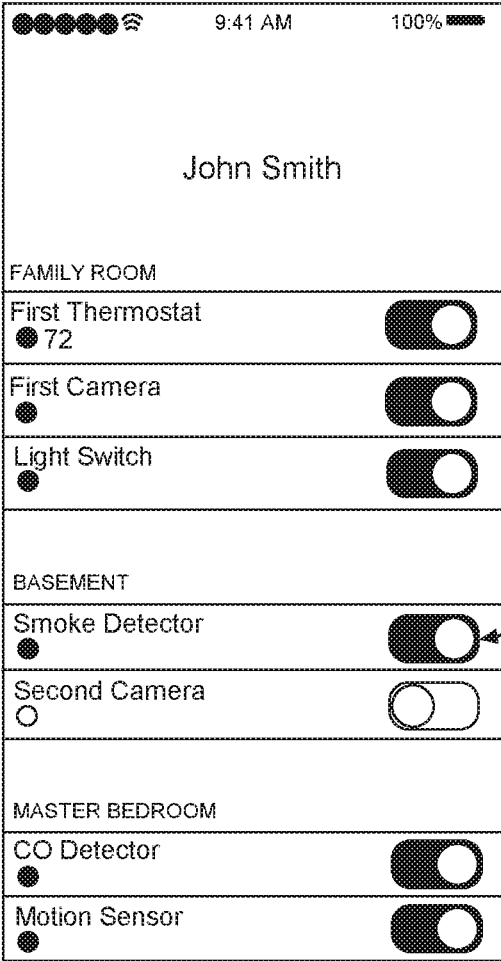 9:41 AM 100%
John Smith
FAMILY ROOM
First Thermostat
72
First Camera
Light Switch
BASEMENT
Smoke Detector
Second Camera
MASTER BEDROOM
CO Detector
Motion Sensor